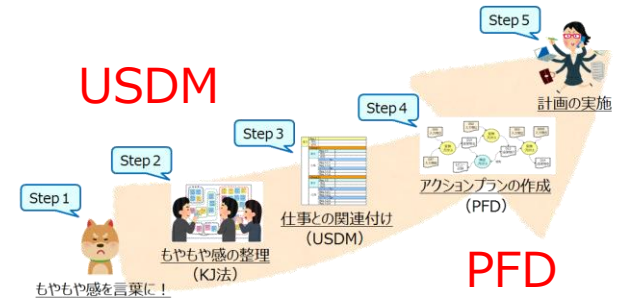 Step 5
USDM
計画の実施
Step 4
Step 3
Step 2
アクションプランの作成
(PFD)
Step 1
仕事との関連付け
(USDM)
もやもや感の整理
(KJ法)
PFD
もやもや感を言葉に！